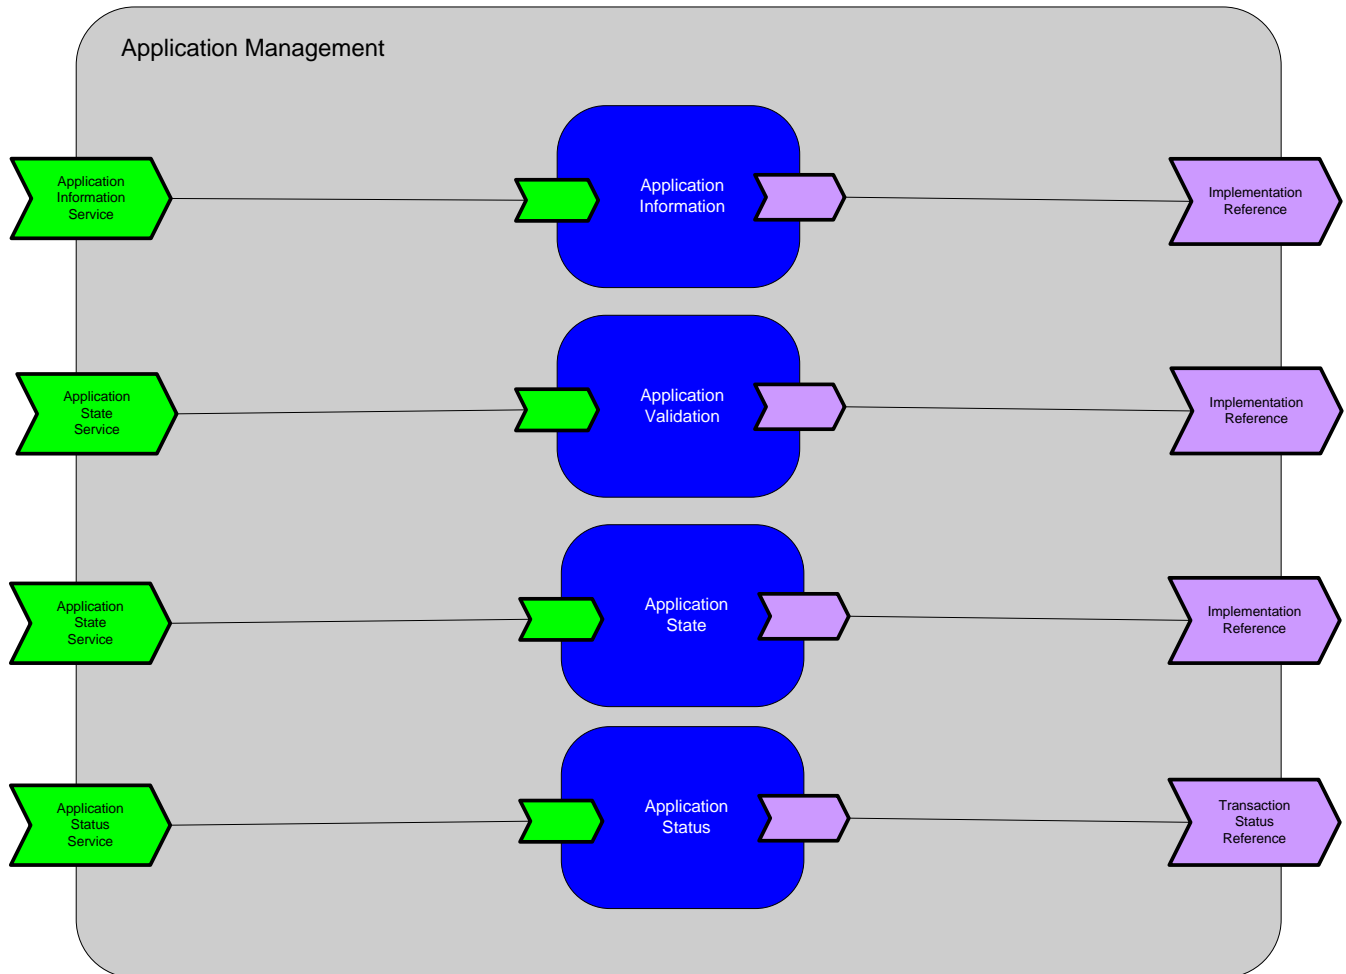 Application Management
Application
Information
Service
Application
Information
Implementation
Reference
Application
State
Service
Application
Validation
Implementation
Reference
Application
State
Service
Application
State
Implementation
Reference
Application
Status
Service
Application
Status
Transaction
Status
Reference